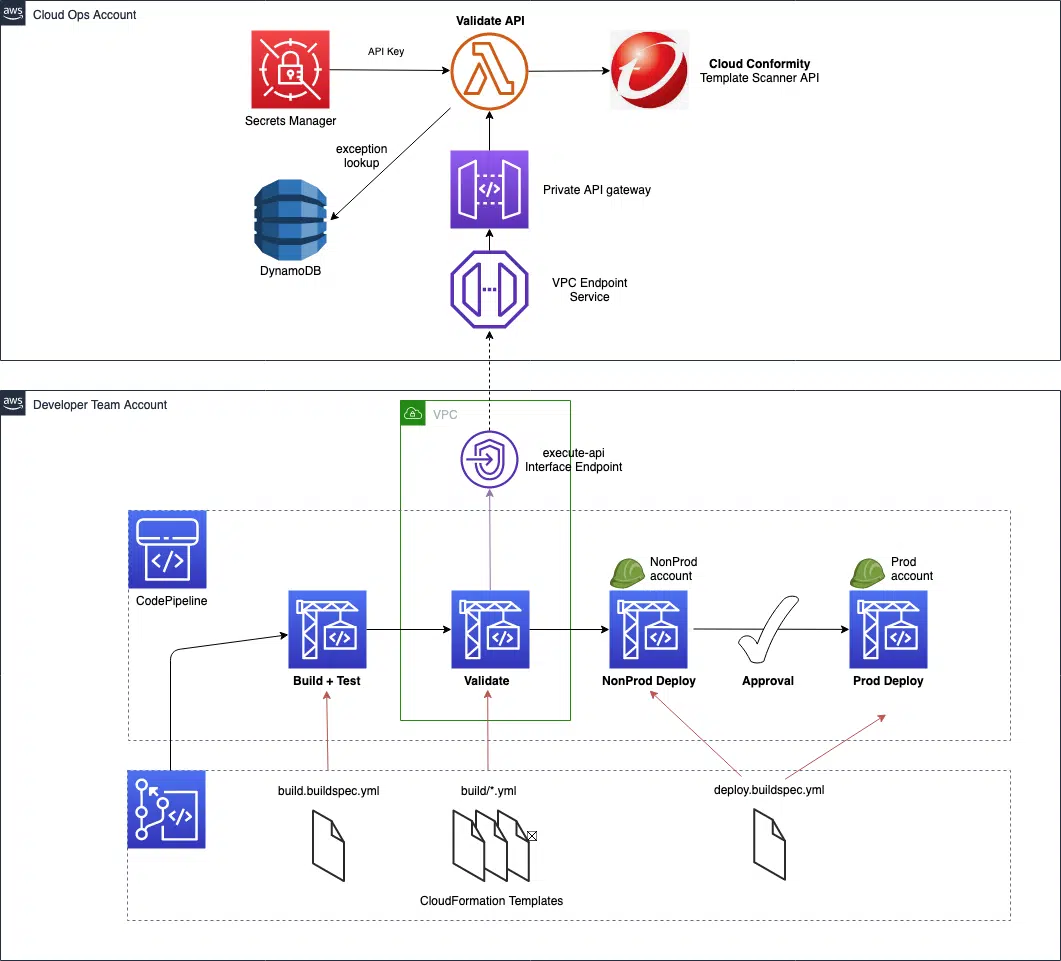 aws
Cloud Ops Account
Validate API
API Key
Cloud Conformity
Template Scanner API
Secrets Manager
exception
lookup
Private API gateway
DynamoDB
VPC Endpoint
Service
aws
Developer Team Account
VPC
execute-api
Interface Endpoint
NonProd
account
Prod
account
CodePipeline
Build + Test
Validate
NonProd Deploy
Approval
Prod Deploy
build.buildspec.yml
build/*.yml
deploy.buildspec.yml
CloudFormation Templates